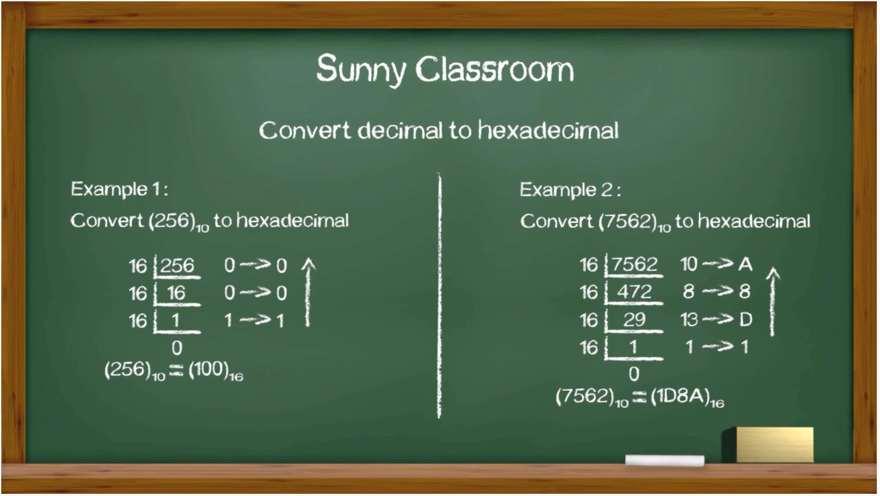 Sunny Classroom
Convert decimal to hexadecimal
Example 1:
Convert (256)₁₀ to hexadecimal
16 256 0-->0
16 16 0-->0
16 1 1-->1
0
(256)₁₀ = (100)₁₆
Example 2:
Convert (7562)₁₀ to hexadecimal
16 7562 10-->A
16 472 8-->8
16 29 13-->D
16 1 1-->1
0
(7562)₁₀ = (1D8A)₁₆